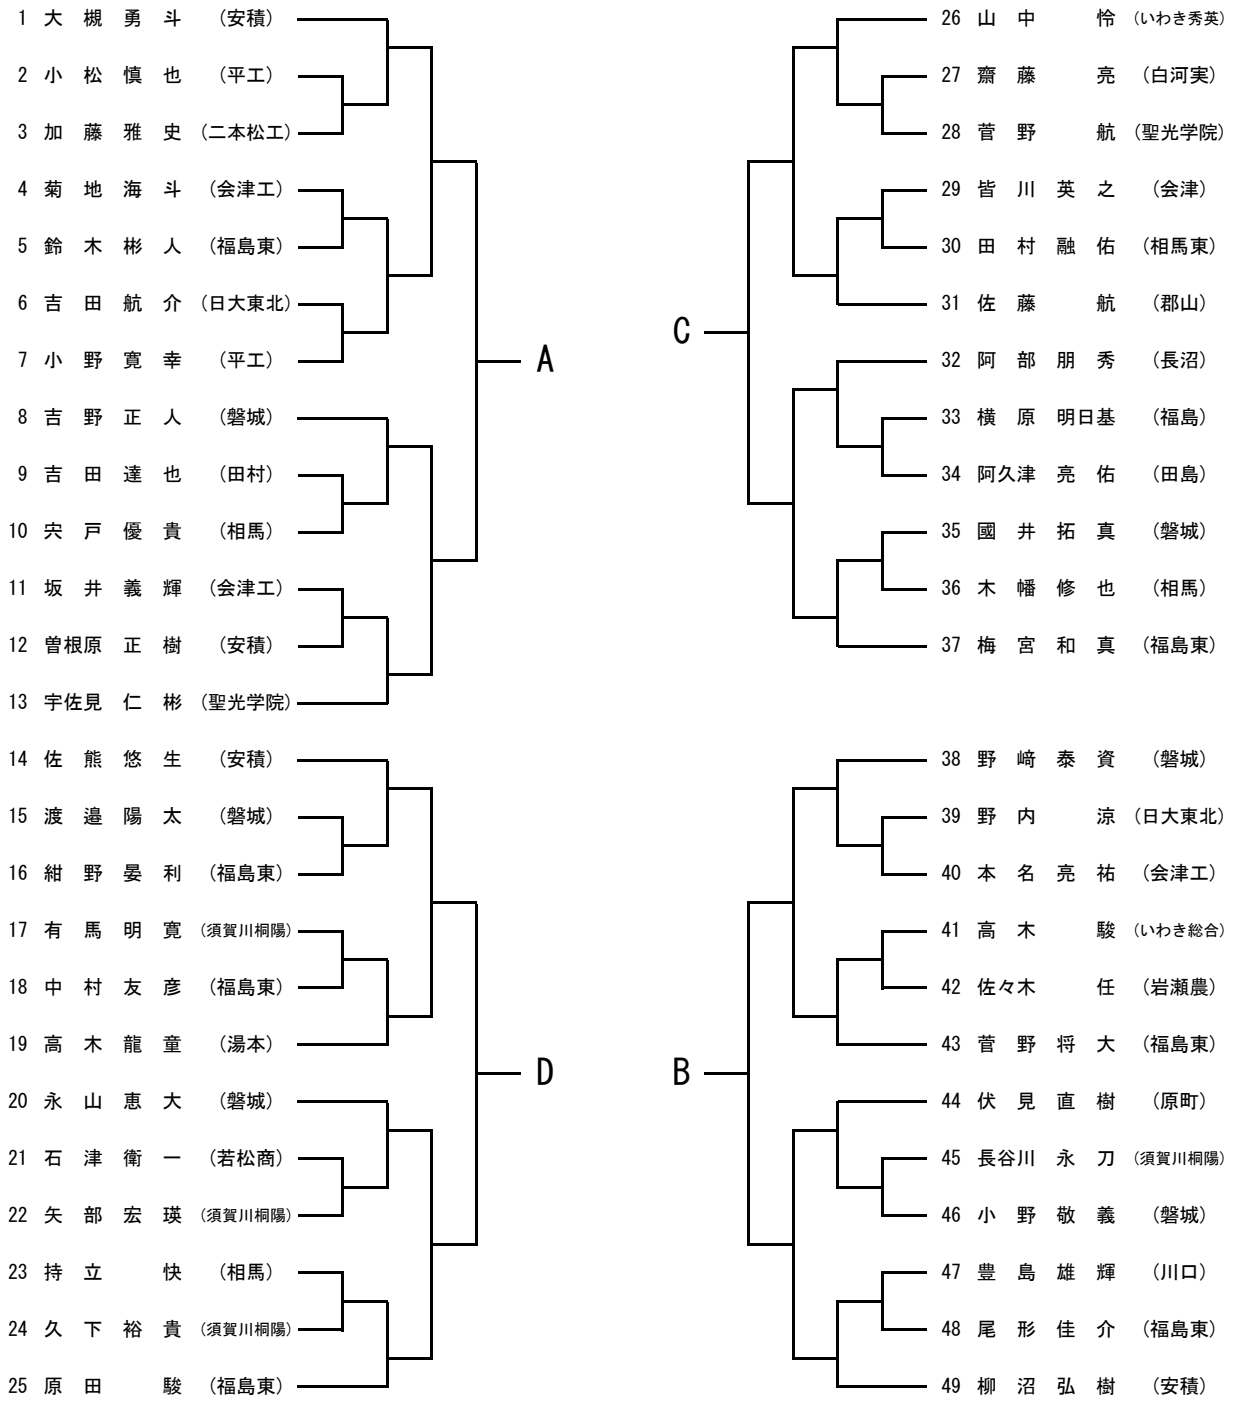 1 大槻勇斗 (安積)
2 小松慎也 (平工)
3 加藤雅史 (二本松工)
4 菊地海斗 (会津工)
5 鈴木彬人 (福島東)
6 吉田航介 (日大東北)
7 小野寛幸 (平工)
A
8 吉野正人 (磐城)
9 吉田達也 (田村)
10 宍戸優貴 (相馬)
11 坂井義輝 (会津工)
12 曽根原正樹 (安積)
13 宇佐見仁彬 (聖光学院)
14 佐熊悠生 (安積)
15 渡邉陽太 (磐城)
16 紺野晏利 (福島東)
17 有馬明寛 (須賀川桐陽)
18 中村友彦 (福島東)
19 高木龍童 (湯本)
D
20 永山恵大 (磐城)
21 石津衛一 (若松商)
22 矢部宏瑛 (須賀川桐陽)
23 持立快 (相馬)
24 久下裕貴 (須賀川桐陽)
25 原田駿 (福島東)
26 山中怜 (いわき秀英)
27 齋藤亮 (白河実)
28 菅野航 (聖光学院)
29 皆川英之 (会津)
30 田村融佑 (相馬東)
31 佐藤航 (郡山)
C
32 阿部朋秀 (長沼)
33 横原明日基 (福島)
34 阿久津亮佑 (田島)
35 國井拓真 (磐城)
36 木幡修也 (相馬)
37 梅宮和真 (福島東)
38 野﨑泰資 (磐城)
39 野内涼 (日大東北)
40 本名亮祐 (会津工)
41 高木駿 (いわき総合)
42 佐々木任 (岩瀬農)
43 菅野将大 (福島東)
B
44 伏見直樹 (原町)
45 長谷川永刀 (須賀川桐陽)
46 小野敬義 (磐城)
47 豊島雄輝 (川口)
48 尾形佳介 (福島東)
49 柳沼弘樹 (安積)